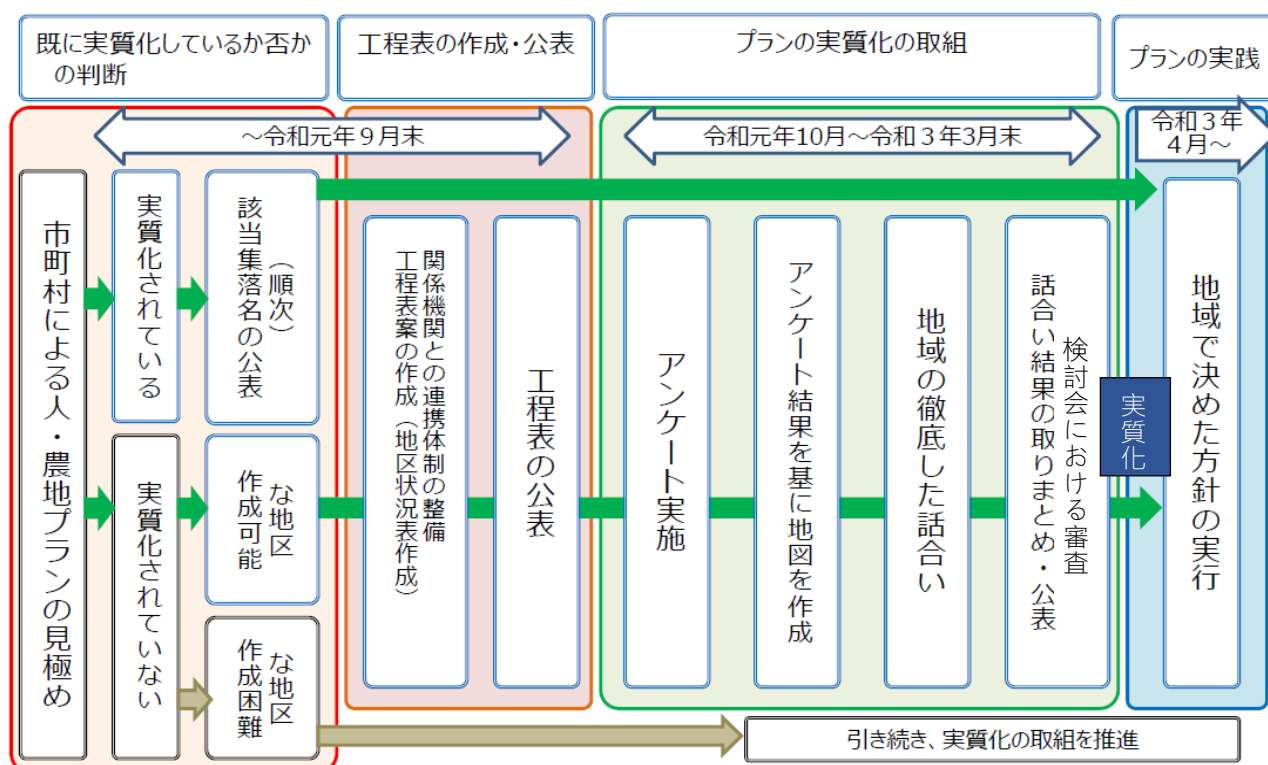 既に実質化しているか否か
の判断
工程表の作成・公表
プランの実質化の取組
プランの実践
～令和元年９月末
令和元年10月～令和３年3月末
令和３年
４月～
市町村による人・農地プランの見極め
実質化されている
（順次）
該当集落名の公表
実質化されていない
な地区
作成可能
な地区
作成困難
関係機関との連携体制の整備
工程表案の作成（地区状況表作成）
工程表の公表
アンケート実施
アンケート結果を基に地図を作成
地域の徹底した話合い
検討会における審査
話合い結果の取りまとめ・公表
実質化
地域で決めた方針の実行
引き続き、実質化の取組を推進